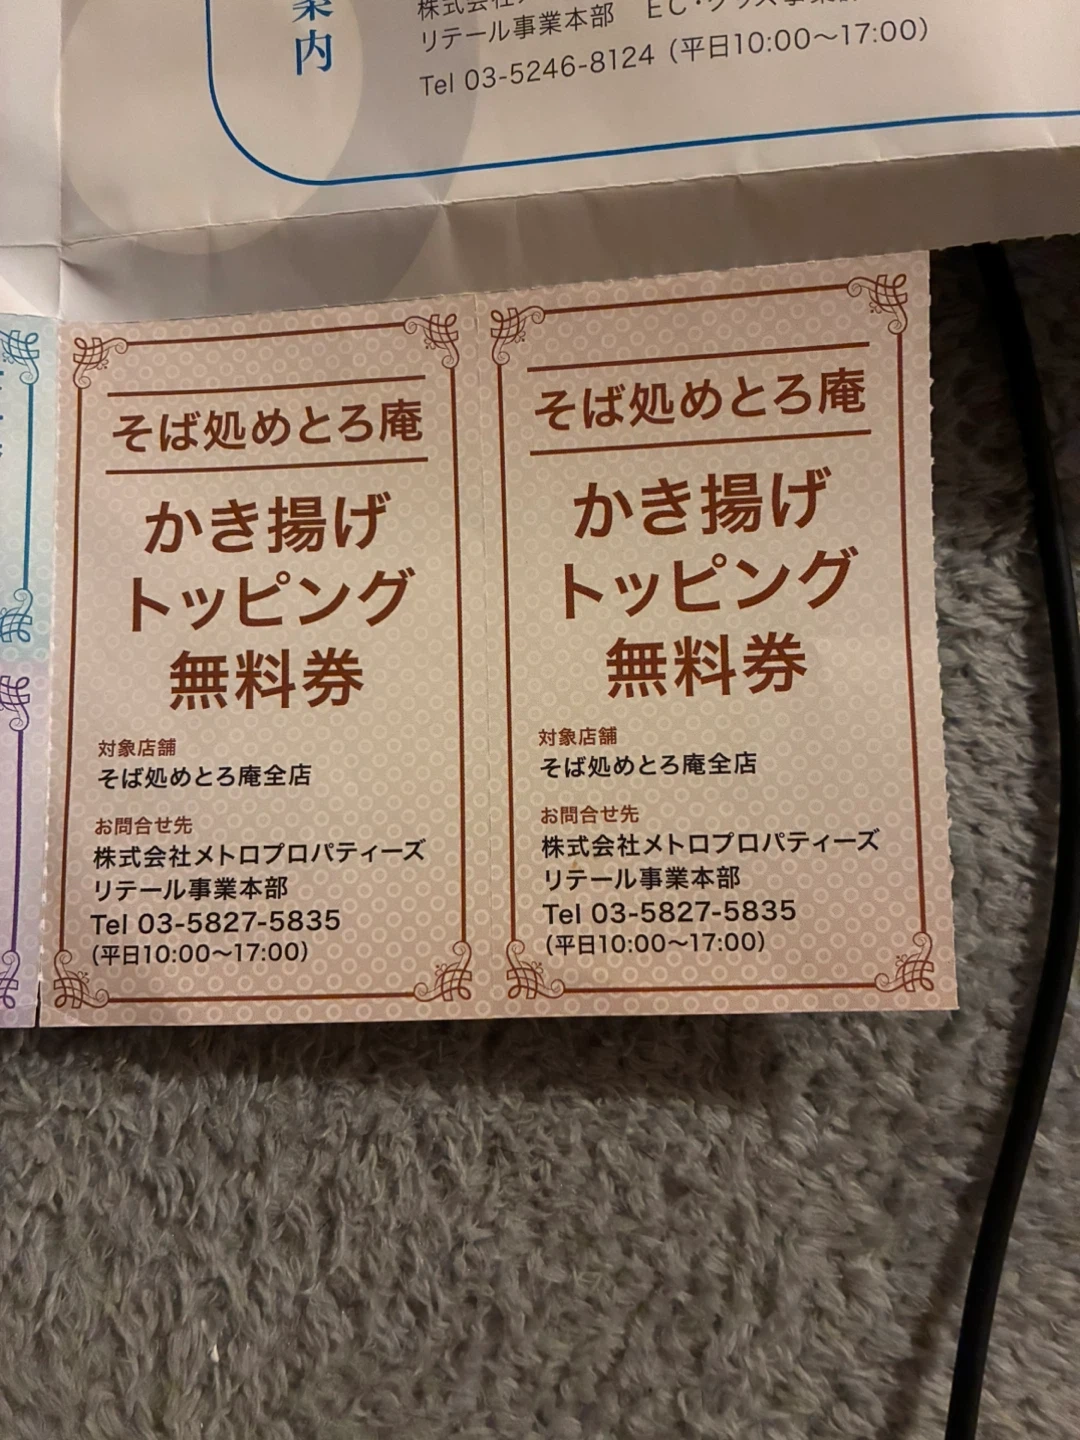 案内
リテール事業本部 EC・グッズ事業
Tel 03-5246-8124（平日10:00〜17:00）
そば処めとろ庵
かき揚げ
トッピング
無料券
対象店舗
そば処めとろ庵全店
お問合せ先
株式会社メトロプロパティーズ
リテール事業本部
Tel 03-5827-5835
（平日10:00〜17:00）
そば処めとろ庵
かき揚げ
トッピング
無料券
対象店舗
そば処めとろ庵全店
お問合せ先
株式会社メトロプロパティーズ
リテール事業本部
Tel 03-5827-5835
（平日10:00〜17:00）